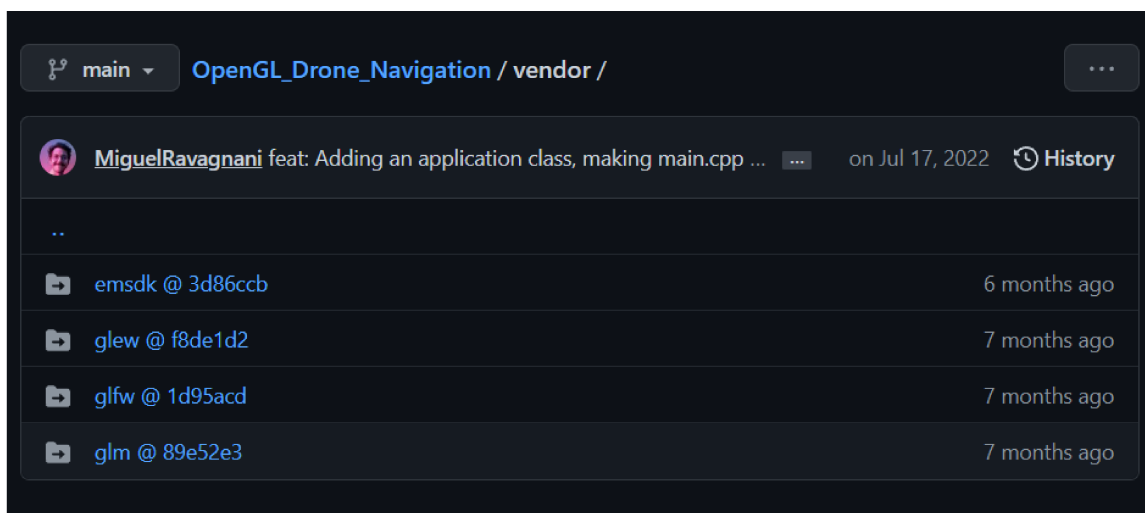 main OpenGL_Drone_Navigation / vendor / ...
MiguelRavagnani feat: Adding an application class, making main.cpp ... ... on Jul 17, 2022 History
..
emsdk @ 3d86ccb 6 months ago
glew @ f8de1d2 7 months ago
glfw @ 1d95acd 7 months ago
glm @ 89e52e3 7 months ago